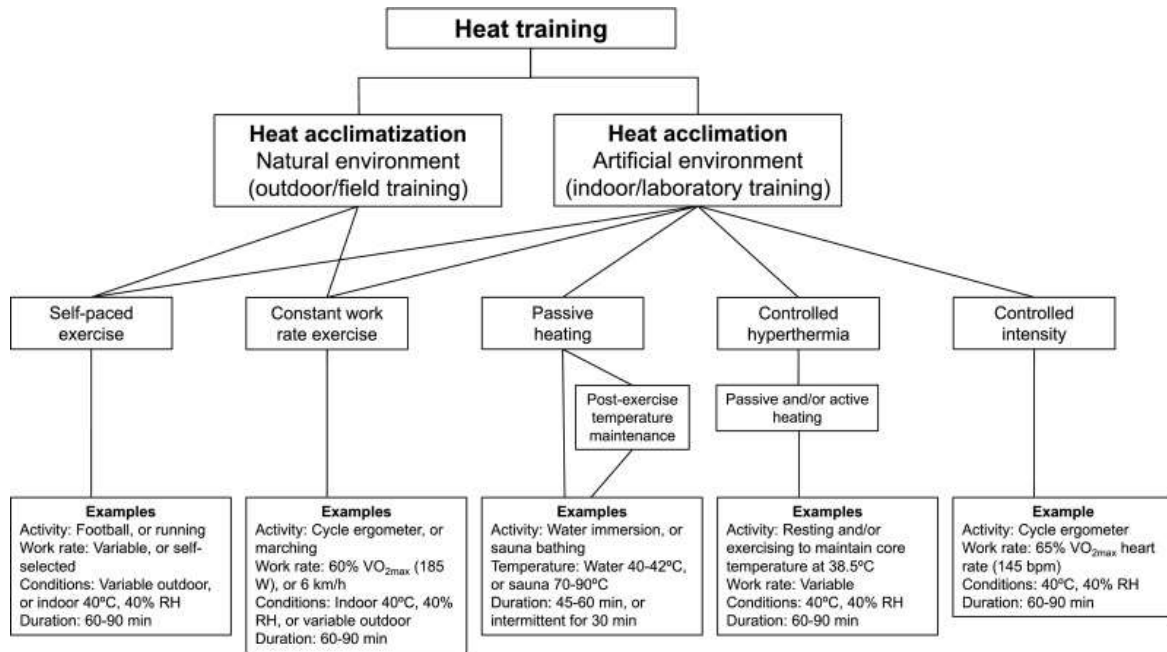 Heat training
Heat acclimatization
Natural environment
(outdoor/field training)
Heat acclimation
Artificial environment
(indoor/laboratory training)
Self-paced
exercise
Constant work
rate exercise
Passive
heating
Controlled
hyperthermia
Controlled
intensity
Post-exercise
temperature
maintenance
Passive and/or active
heating
Examples
Activity: Football, or running
Work rate: Variable, or self-
selected
Conditions: Variable outdoor,
or indoor 40ºC, 40% RH
Duration: 60-90 min
Examples
Activity: Cycle ergometer, or
marching
Work rate: 60% VO2max (185
W), or 6 km/h
Conditions: Indoor 40ºC, 40%
RH, or variable outdoor
Duration: 60-90 min
Examples
Activity: Water immersion, or
sauna bathing
Temperature: Water 40-42ºC,
or sauna 70-90ºC
Duration: 45-60 min, or
intermittent for 30 min
Examples
Activity: Resting and/or
exercising to maintain core
temperature at 38.5ºC
Work rate: Variable
Conditions: 40ºC, 40% RH
Duration: 60-90 min
Example
Activity: Cycle ergometer
Work rate: 65% VO2max heart
rate (145 bpm)
Conditions: 40ºC, 40% RH
Duration: 60-90 min